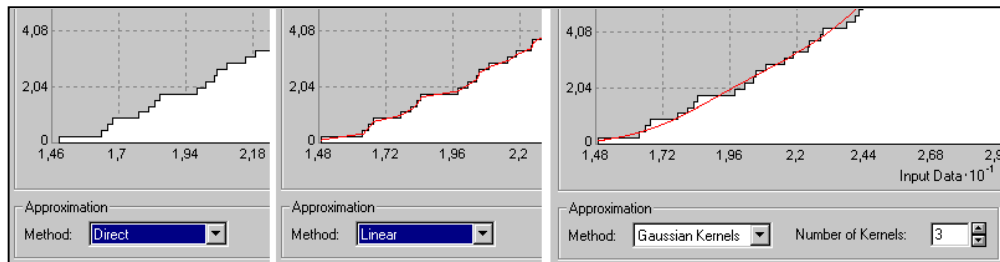 4,08
2,04
0
1,46 1,7 1,94 2,18
Approximation
Method: Direct
4,08
2,04
0
1,48 1,72 1,96 2,2
Approximation
Method: Linear
4,08
2,04
0
1,48 1,72 1,96 2,2 2,44 2,68 2,9
Input Data·10⁻¹
Approximation
Method: Gaussian Kernels Number of Kernels: 3